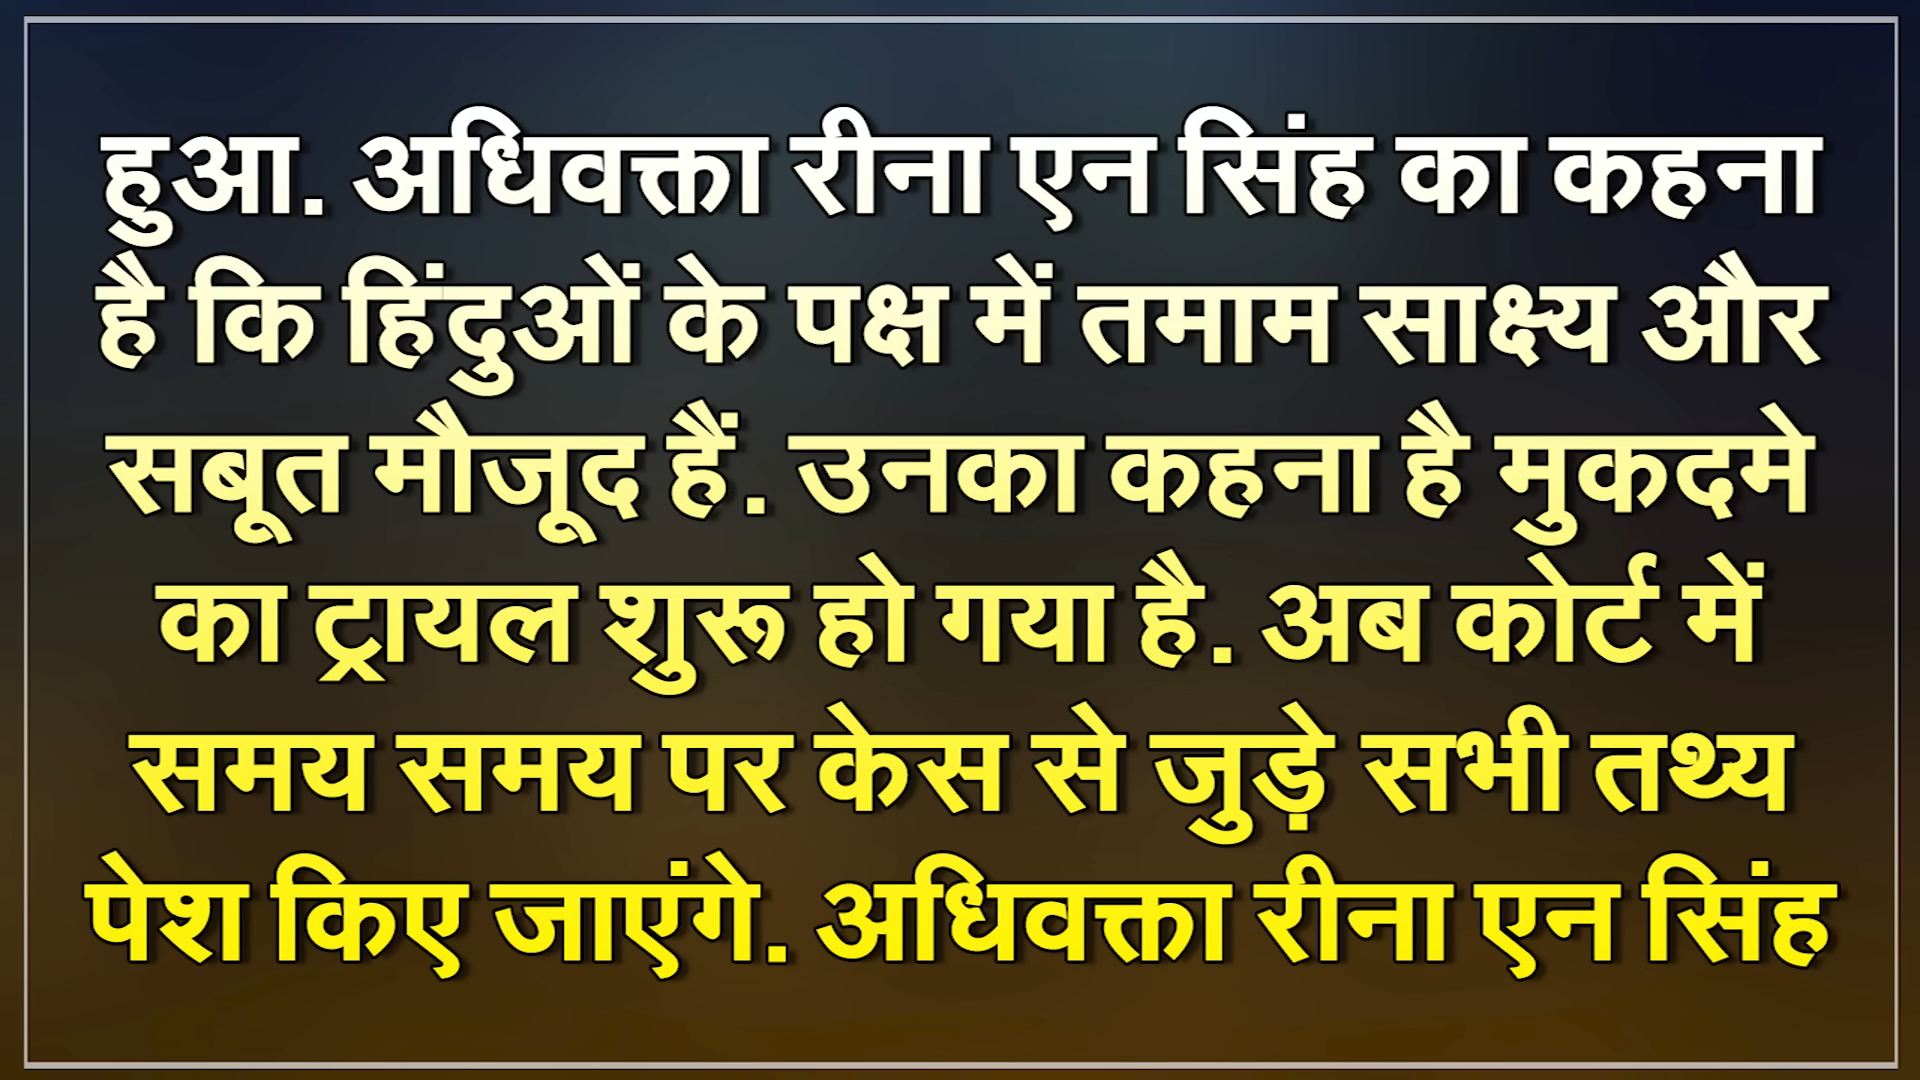 हुआ. अधिवक्ता रीना एन सिंह का कहना
है कि हिंदुओं के पक्ष में तमाम साक्ष्य और
सबूत मौजूद हैं. उनका कहना है मुकदमे
का ट्रायल शुरू हो गया है. अब कोर्ट में
समय समय पर केस से जुड़े सभी तथ्य
पेश किए जाएंगे. अधिवक्ता रीना एन सिंह